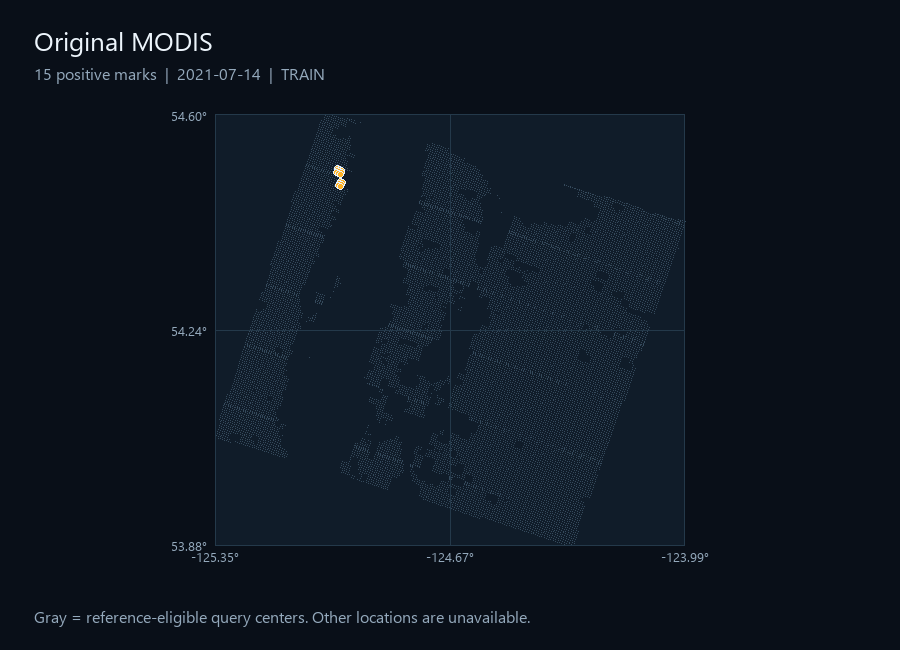 Original MODIS
15 positive marks | 2021-07-14 | TRAIN
54.60°
54.24°
53.88°
-125.35°
-124.67°
-123.99°
Gray = reference-eligible query centers. Other locations are unavailable.